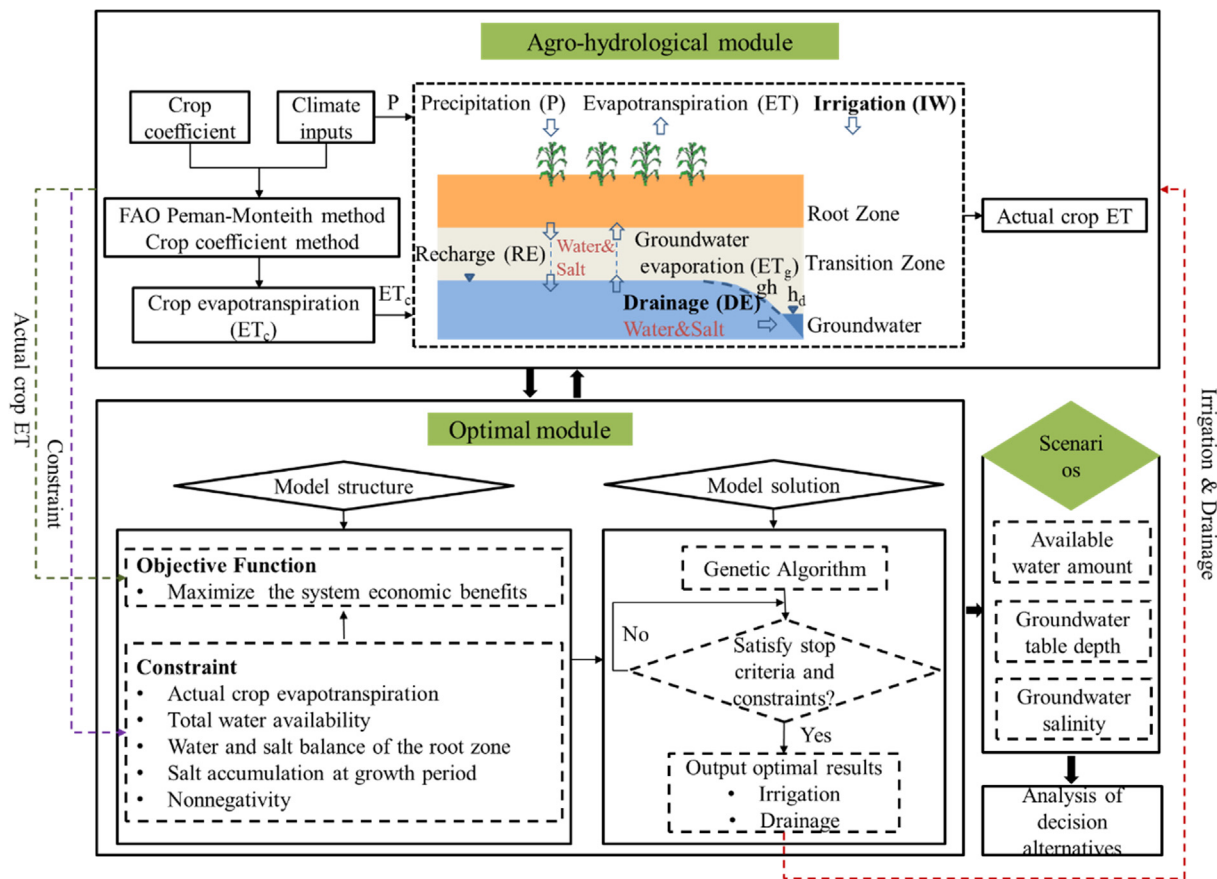 Agro-hydrological module
Crop
coefficient
Climate
inputs
P
Precipitation (P)
Evapotranspiration (ET)
Irrigation (IW)
FAO Peman-Monteith method
Crop coefficient method
Root Zone
Actual crop ET
Recharge (RE)
Water&
Salt
Groundwater
evaporation (ETg)
Transition Zone
Crop evapotranspiration
(ETc)
ETc
gh
hd
Drainage (DE)
Water&Salt
Groundwater
Actual crop ET
Constraint
Irrigation & Drainage
Optimal module
Model structure
Model solution
Objective Function
• Maximize the system economic benefits
Constraint
• Actual crop evapotranspiration
• Total water availability
• Water and salt balance of the root zone
• Salt accumulation at growth period
• Nonnegativity
Genetic Algorithm
No
Satisfy stop
criteria and
constraints?
Yes
Output optimal results
• Irrigation
• Drainage
Scenari
os
Available
water amount
Groundwater
table depth
Groundwater
salinity
Analysis of
decision
alternatives